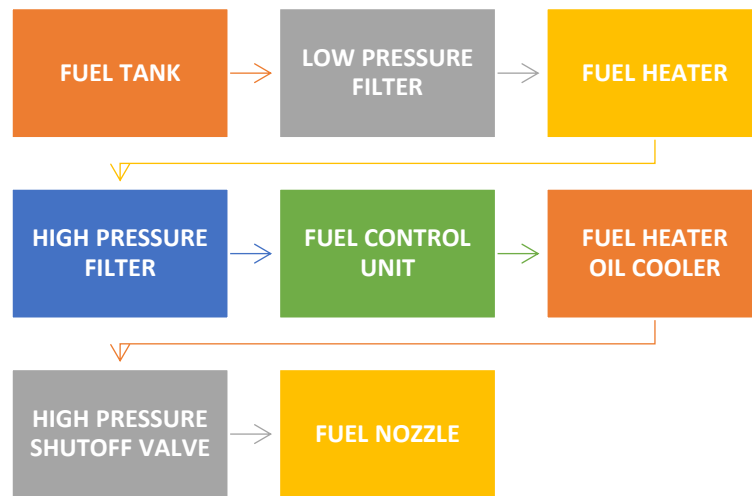 FUEL TANK
LOW PRESSURE
FILTER
FUEL HEATER
HIGH PRESSURE
FILTER
FUEL CONTROL
UNIT
FUEL HEATER
OIL COOLER
HIGH PRESSURE
SHUTOFF VALVE
FUEL NOZZLE